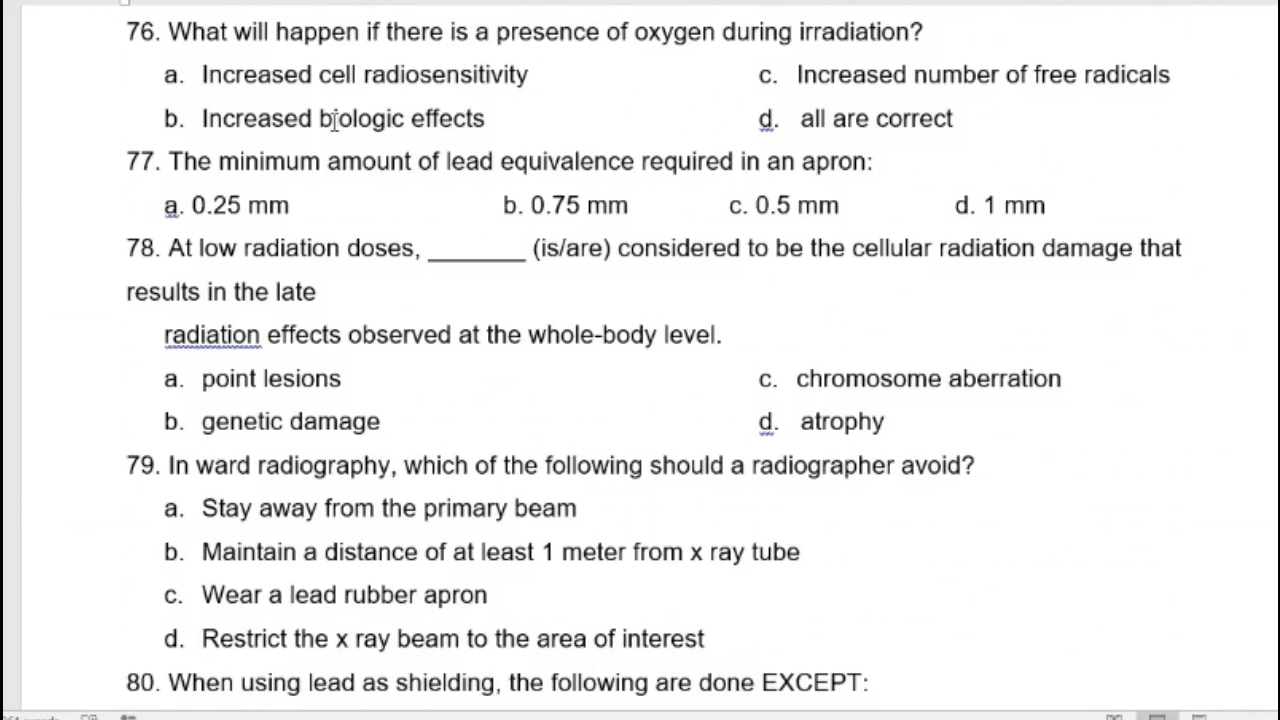 76. What will happen if there is a presence of oxygen during irradiation?
a. Increased cell radiosensitivity c. Increased number of free radicals
b. Increased biologic effects d. all are correct
77. The minimum amount of lead equivalence required in an apron:
a. 0.25 mm b. 0.75 mm c. 0.5 mm d. 1 mm
78. At low radiation doses, _______ (is/are) considered to be the cellular radiation damage that
results in the late
radiation effects observed at the whole-body level.
a. point lesions c. chromosome aberration
b. genetic damage d. atrophy
79. In ward radiography, which of the following should a radiographer avoid?
a. Stay away from the primary beam
b. Maintain a distance of at least 1 meter from x ray tube
c. Wear a lead rubber apron
d. Restrict the x ray beam to the area of interest
80. When using lead as shielding, the following are done EXCEPT: